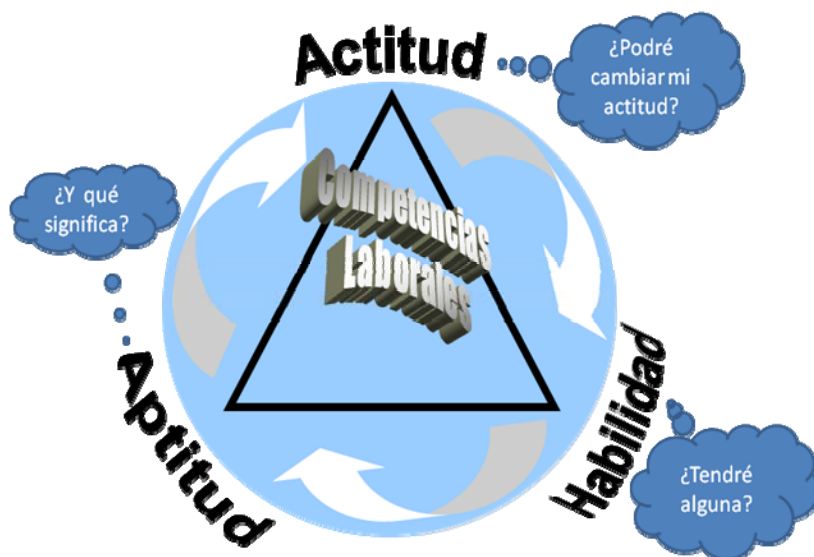 Actitud
¿Podré
cambiar mi
actitud?
¿Y qué
significa?
Competencias
Laborales
Aptitud
Habilidad
¿Tendré
alguna?